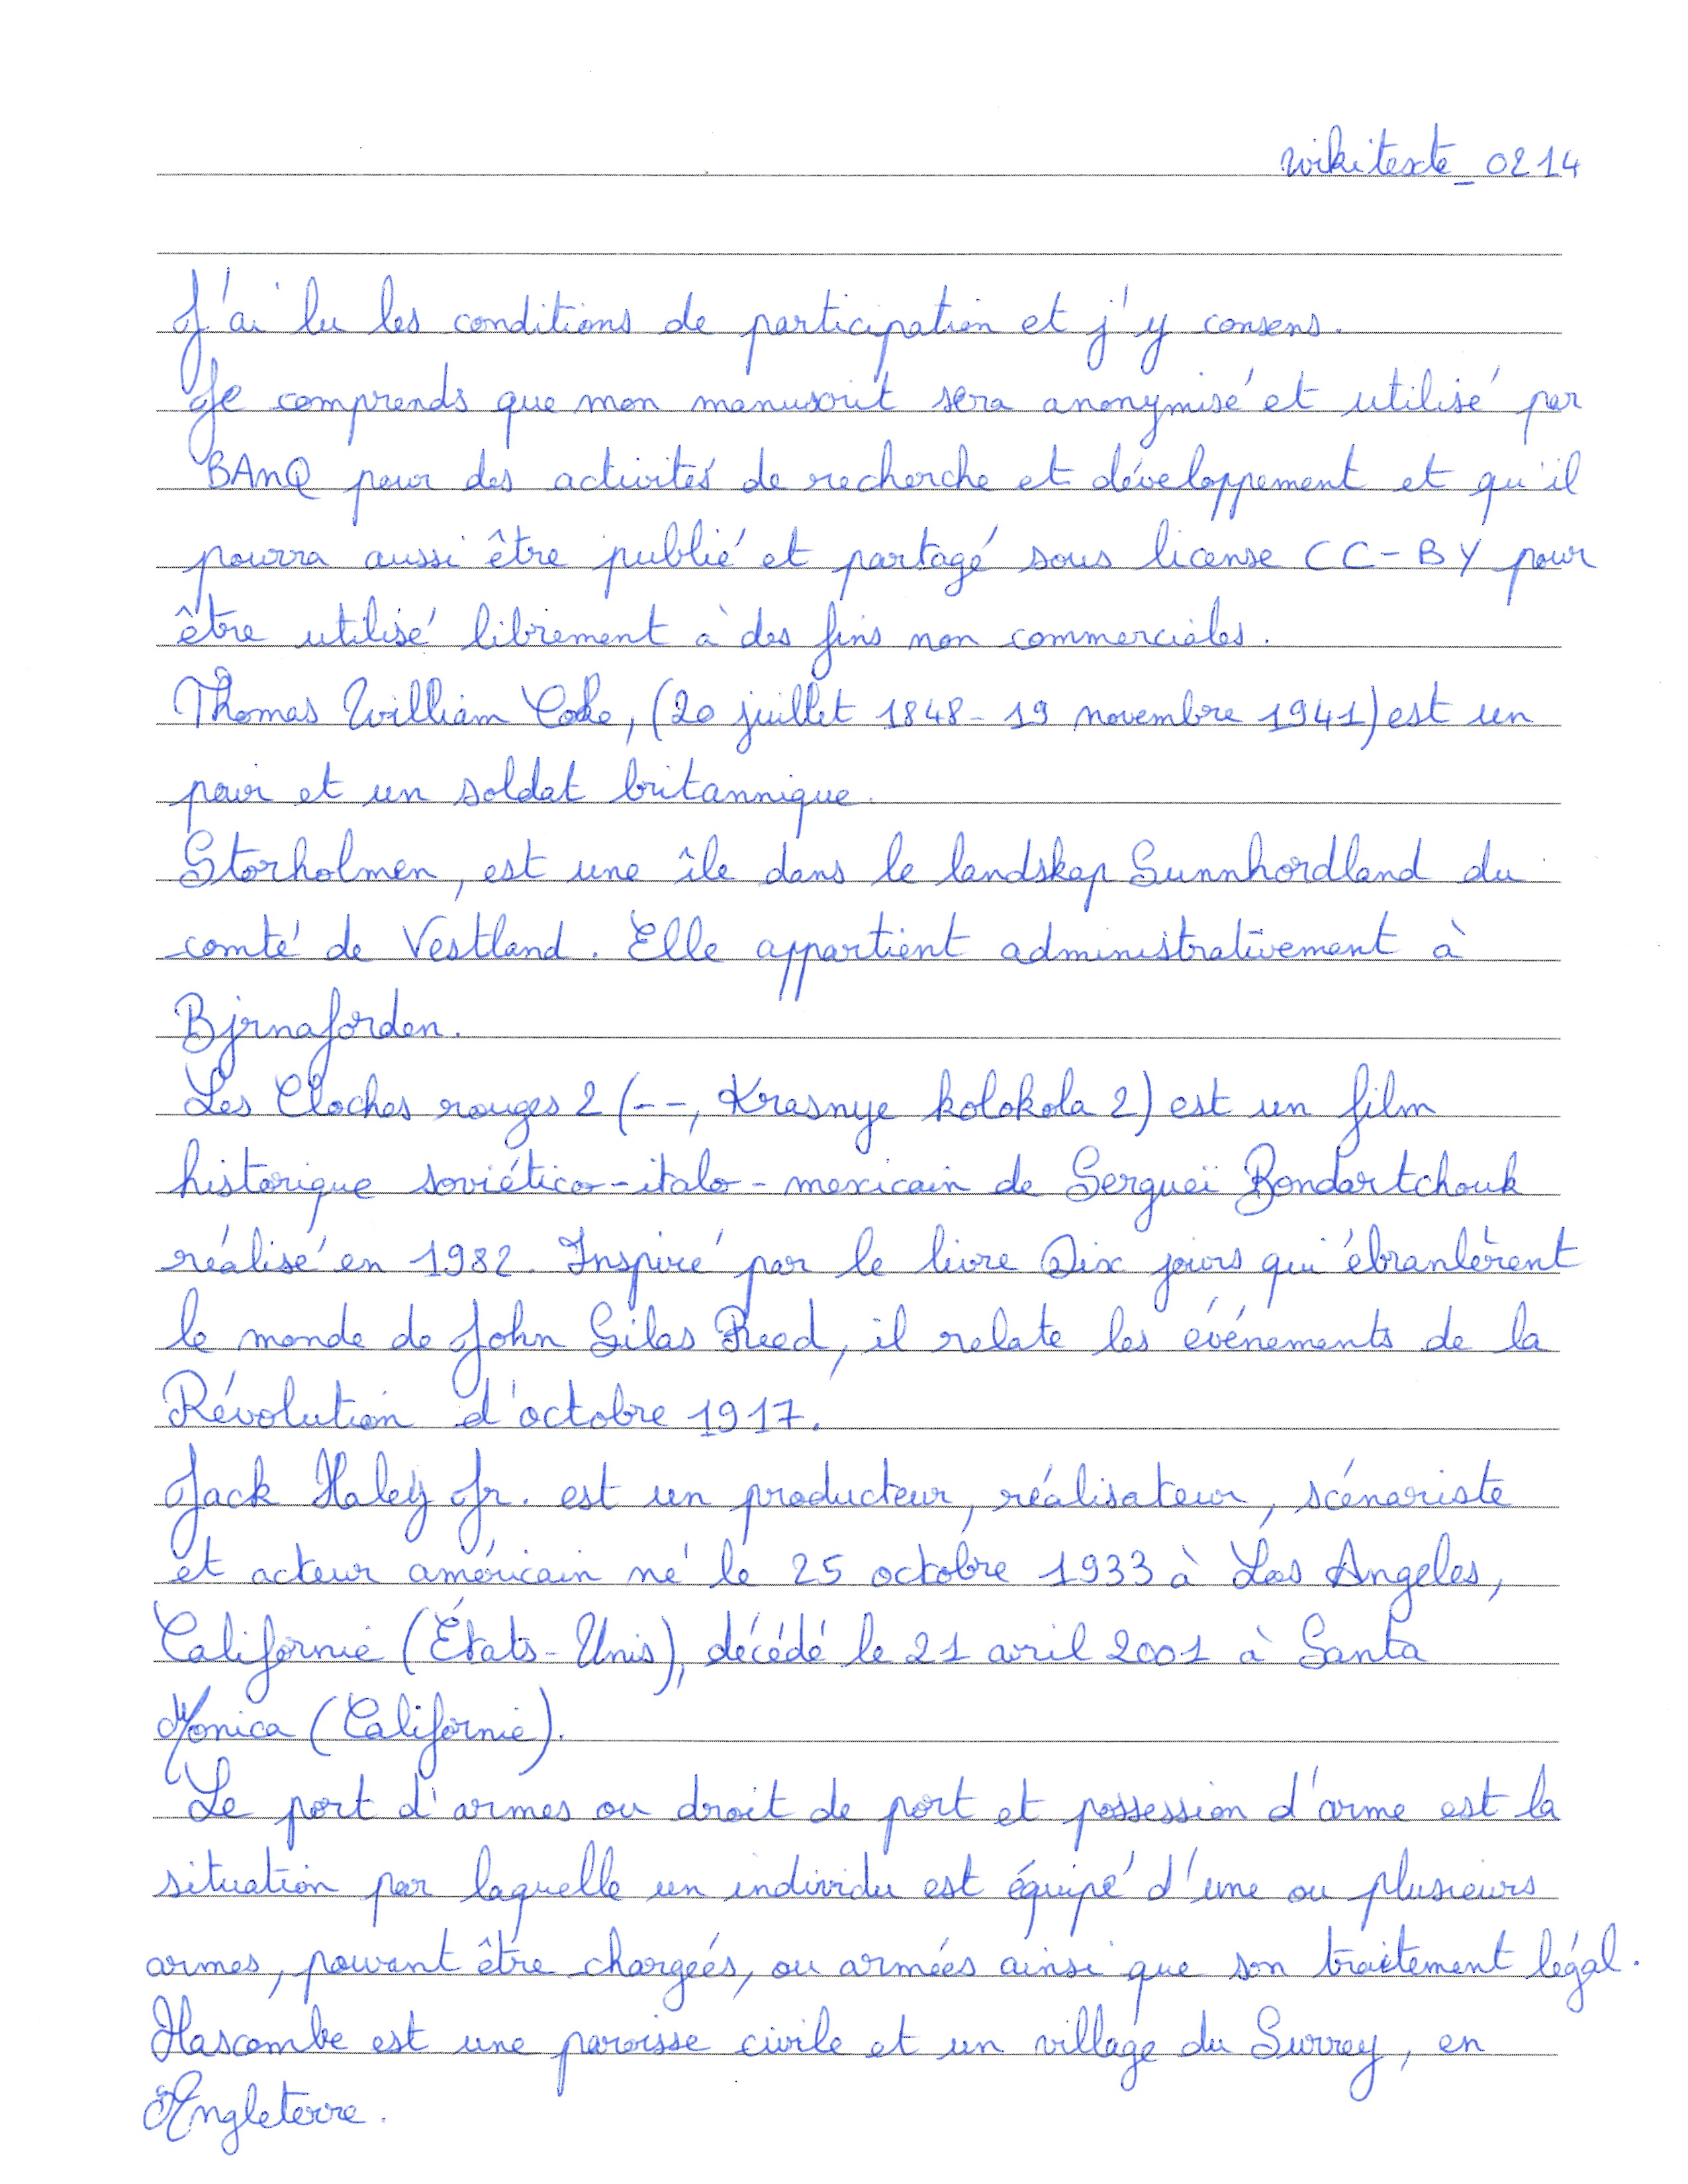 wikitexte_0214
J'ai lu les conditions de participation et j'y consens.
Je comprends que mon manuscrit sera anonymisé et utilisé par
BAnQ pour des activités de recherche et développement et qu'il
pourra aussi être publié et partagé sous license CC-BY pour
être utilisé librement à des fins non commerciales.
Thomas William Coke, (20 juillet 1848-19 novembre 1941) est un
pair et un soldat britannique.
Storholmen, est une île dans le landskap Sunnhordland du
comté de Vestland. Elle appartient administrativement à
Bjrnaforden.
Les Cloches rouges 2 (--, Krasnye kolokola 2) est un film
historique soviético-italo-mexicain de Sergueï Bondartchouk
réalisé en 1982. Inspiré par le livre Dix jours qui ébranlèrent
le monde de John Silas Reed, il relate les événements de la
Révolution d'octobre 1917.
Jack Haley Jr. est un producteur, réalisateur, scénariste
et acteur américain né le 25 octobre 1933 à Los Angeles,
Californie (États-Unis), décédé le 21 avril 2001 à Santa
Monica (Californie).
Le port d'armes ou droit de port et possession d'arme est la
situation par laquelle un individu est équipé d'une ou plusieurs
armes, pouvant être chargées, ou armées ainsi que son traitement légal.
Hascombe est une paroisse civile et un village du Surrey, en
Angleterre.